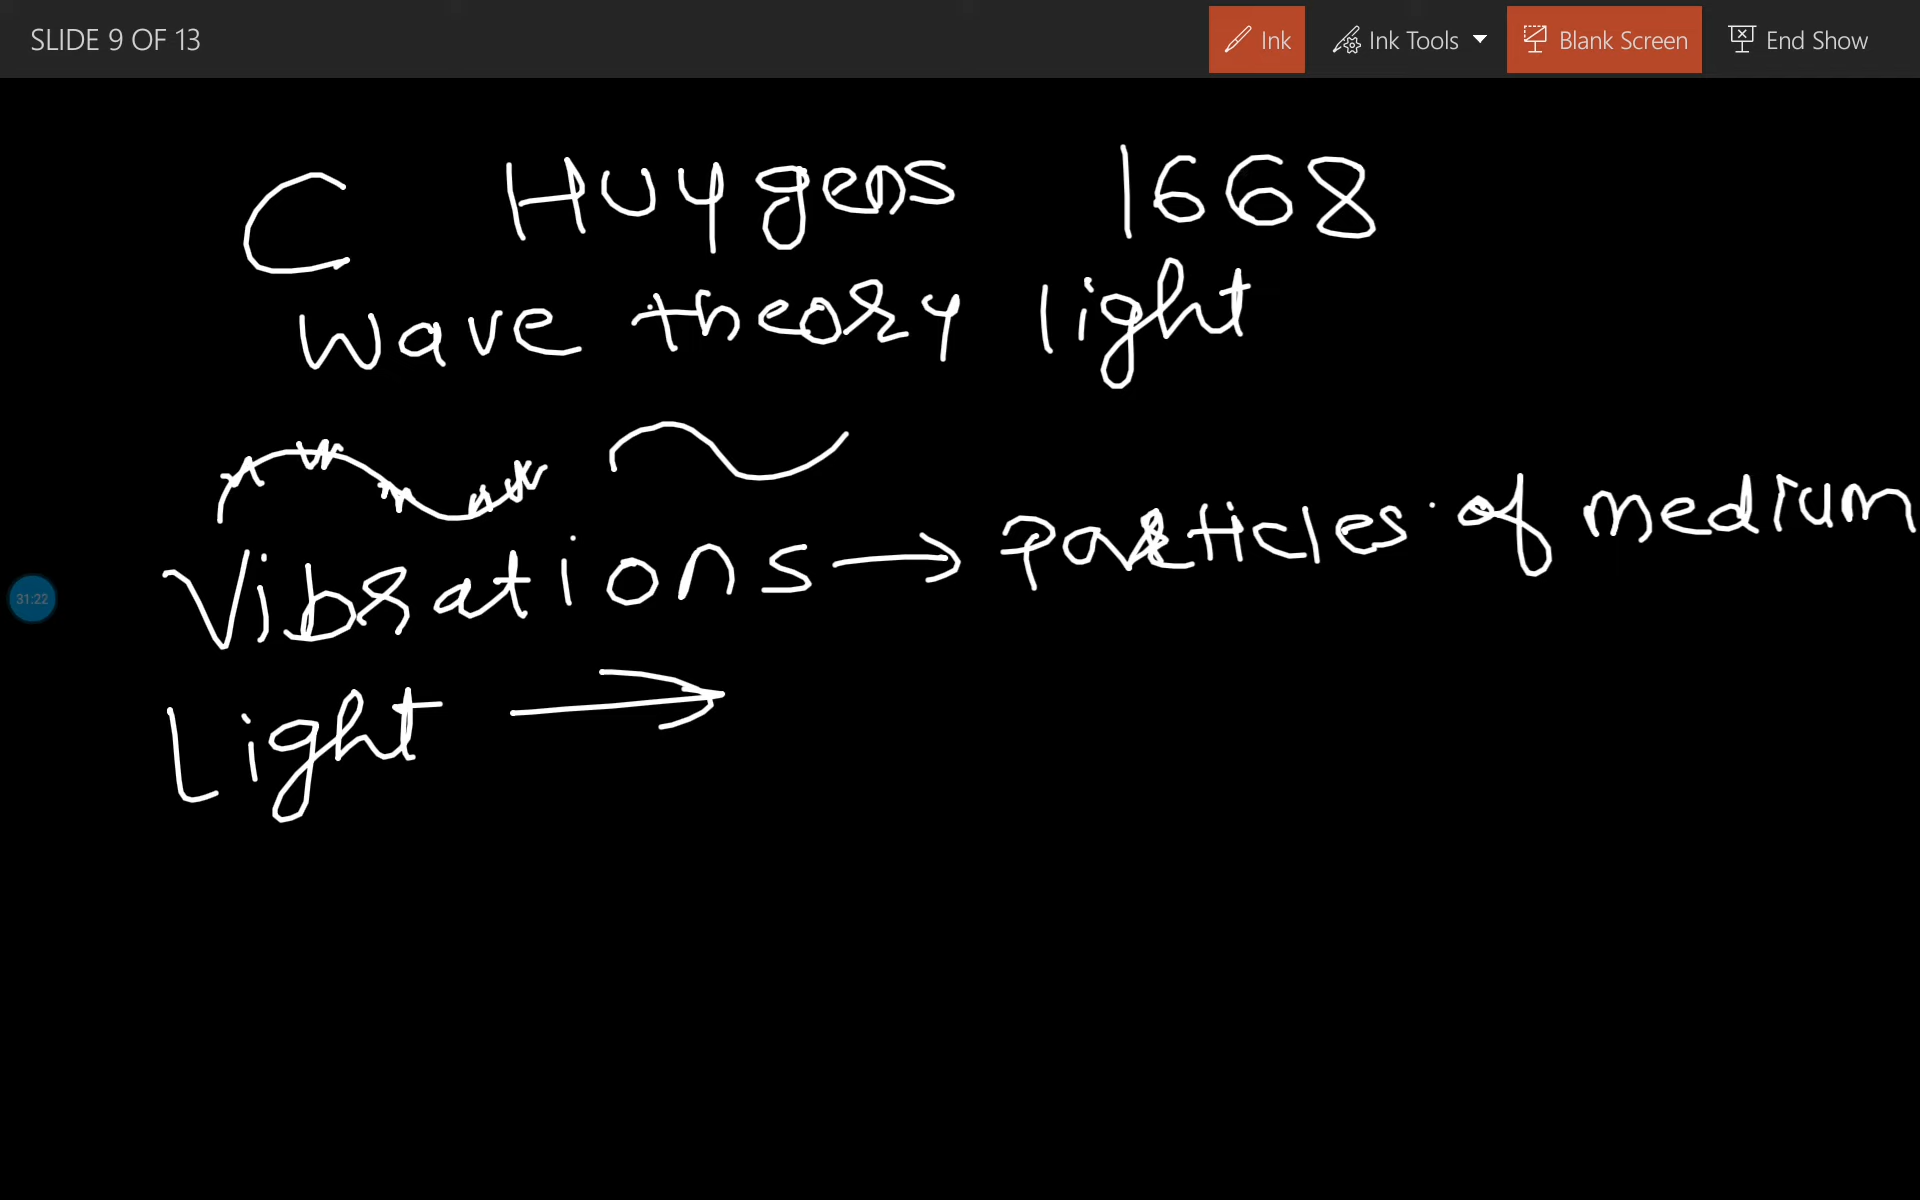 SLIDE 9 OF 13 Ink Ink Tools Blank Screen End Show
C Huygens 1668
Wave theory light
Vibrations → particles of medium
31:22
Light →